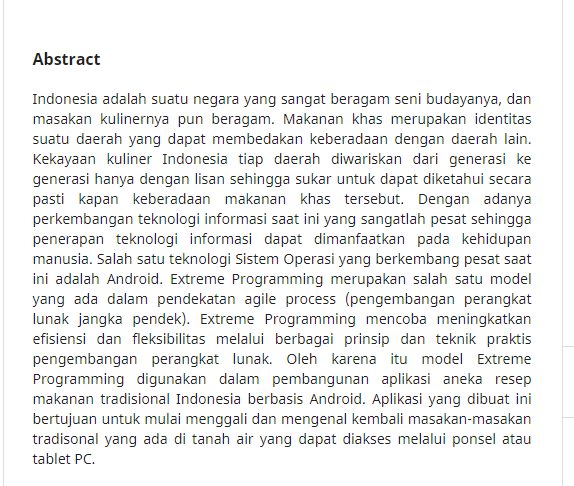 Abstract
Indonesia adalah suatu negara yang sangat beragam seni budayanya, dan
masakan kulinernya pun beragam. Makanan khas merupakan identitas
suatu daerah yang dapat membedakan keberadaan dengan daerah lain.
Kekayaan kuliner Indonesia tiap daerah diwariskan dari generasi ke
generasi hanya dengan lisan sehingga sukar untuk dapat diketahui secara
pasti kapan keberadaan makanan khas tersebut. Dengan adanya
perkembangan teknologi informasi saat ini yang sangatlah pesat sehingga
penerapan teknologi informasi dapat dimanfaatkan pada kehidupan
manusia. Salah satu teknologi Sistem Operasi yang berkembang pesat saat
ini adalah Android. Extreme Programming merupakan salah satu model
yang ada dalam pendekatan agile process (pengembangan perangkat
lunak jangka pendek). Extreme Programming mencoba meningkatkan
efisiensi dan fleksibilitas melalui berbagai prinsip dan teknik praktis
pengembangan perangkat lunak. Oleh karena itu model Extreme
Programming digunakan dalam pembangunan aplikasi aneka resep
makanan tradisional Indonesia berbasis Android. Aplikasi yang dibuat ini
bertujuan untuk mulai menggali dan mengenal kembali masakan-masakan
tradisonal yang ada di tanah air yang dapat diakses melalui ponsel atau
tablet PC.